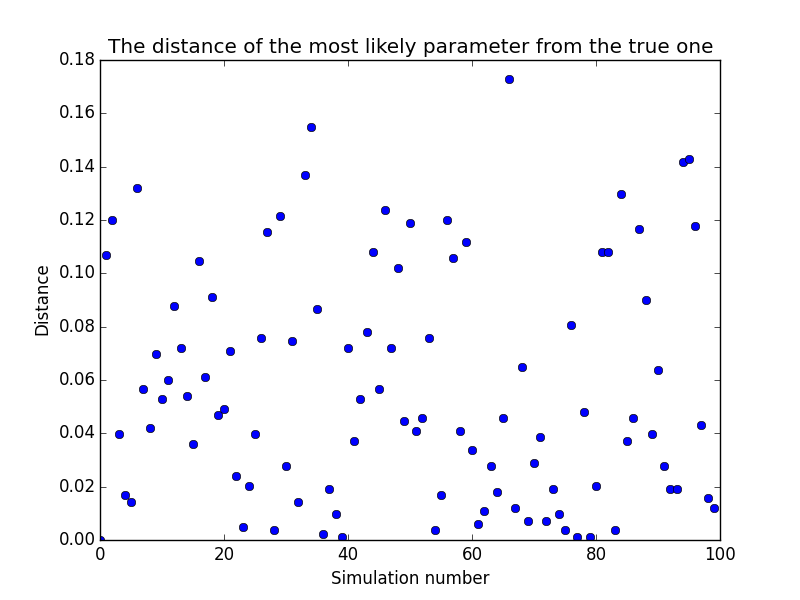 The distance of the most likely parameter from the true one
0.18
0.16
0.14
0.12
0.10
0.08
0.06
0.04
0.02
0.00
Distance
0 20 40 60 80 100
Simulation number